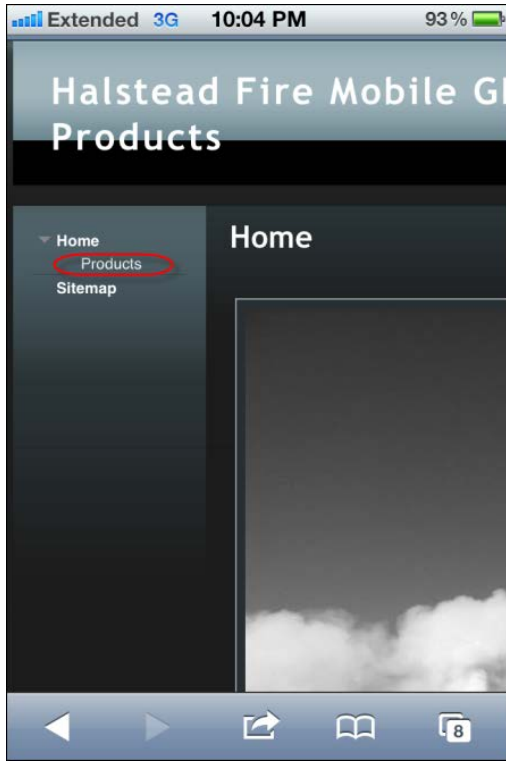 Extended 3G 10:04 PM 93%
Halstead Fire Mobile
Products
Home
Products
Sitemap
Home
8